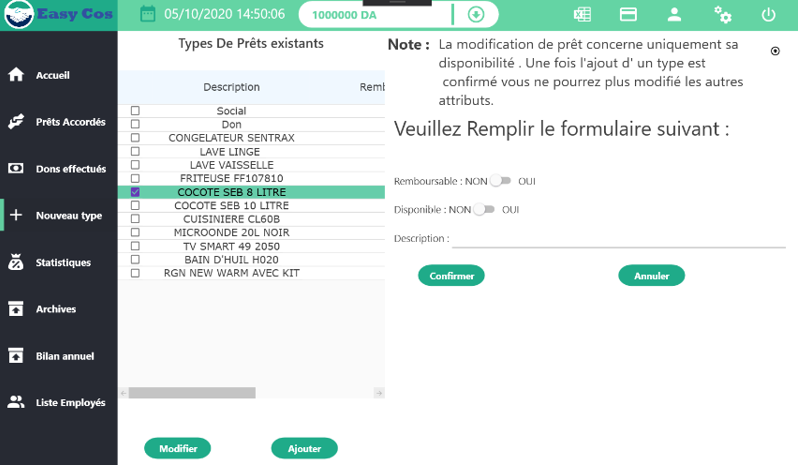 Easy Cos
05/10/2020 14:50:06
1000000 DA
Accueil
Prêts Accordés
Dons effectués
Nouveau type
Statistiques
Archives
Bilan annuel
Liste Employés
Types De Prêts existants
Description
Remb
Social
Don
CONGELATEUR SENTRAX
LAVE LINGE
LAVE VAISSELLE
FRITEUSE FF107810
COCOTE SEB 8 LITRE
COCOTE SEB 10 LITRE
CUISINIERE CL60B
MICROONDE 20L NOIR
TV SMART 49 2050
BAIN D'HUIL H020
RGN NEW WARM AVEC KIT
Modifier
Ajouter
Note : La modification de prêt concerne uniquement sa
disponibilité . Une fois l'ajout d' un type est
confirmé vous ne pourrez plus modifié les autres
attributs.
Veuillez Remplir le formulaire suivant :
Remboursable : NON OUI
Disponible : NON OUI
Description :
Confirmer
Annuler